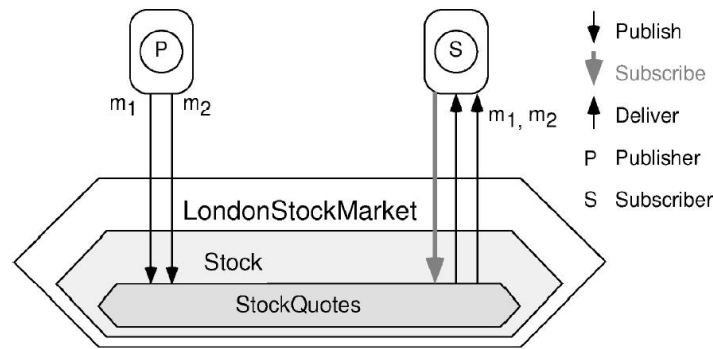 P
S
m1
m2
m1, m2
LondonStockMarket
Stock
StockQuotes
Publish
Subscribe
Deliver
P Publisher
S Subscriber